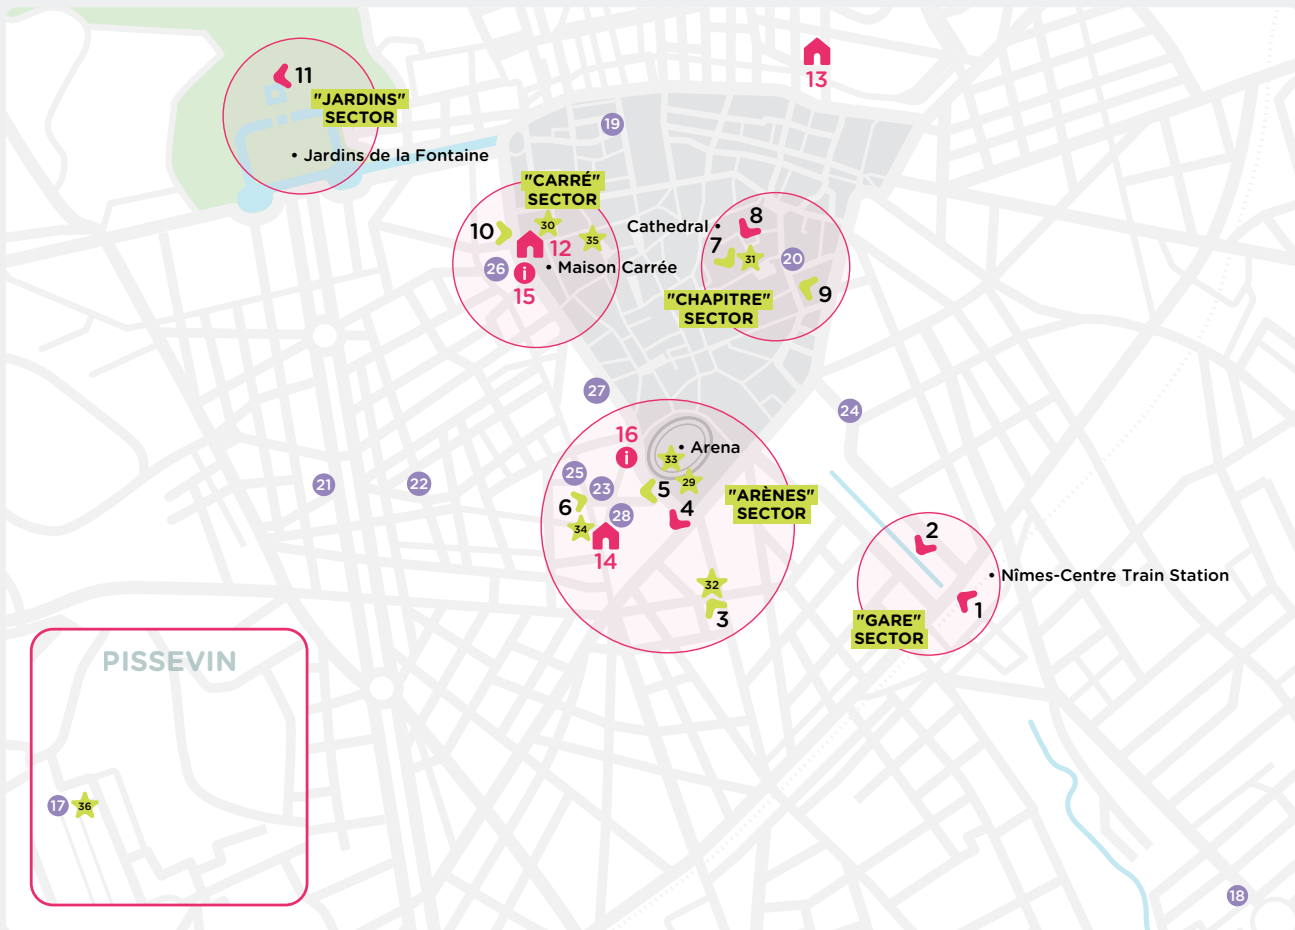 13
11
"JARDINS"
SECTOR
19
• Jardins de la Fontaine
"CARRÉ"
SECTOR
10
30
35
12
26
i
• Maison Carrée
15
Cathedral •
8
7
31
20
9
"CHAPITRE"
SECTOR
27
24
16
i
• Arena
33
25
23
5
29
6
28
4
34
14
"ARÈNES"
SECTOR
32
3
21
22
2
• Nîmes-Centre Train Station
1
"GARE"
SECTOR
PISSEVIN
17
36
18